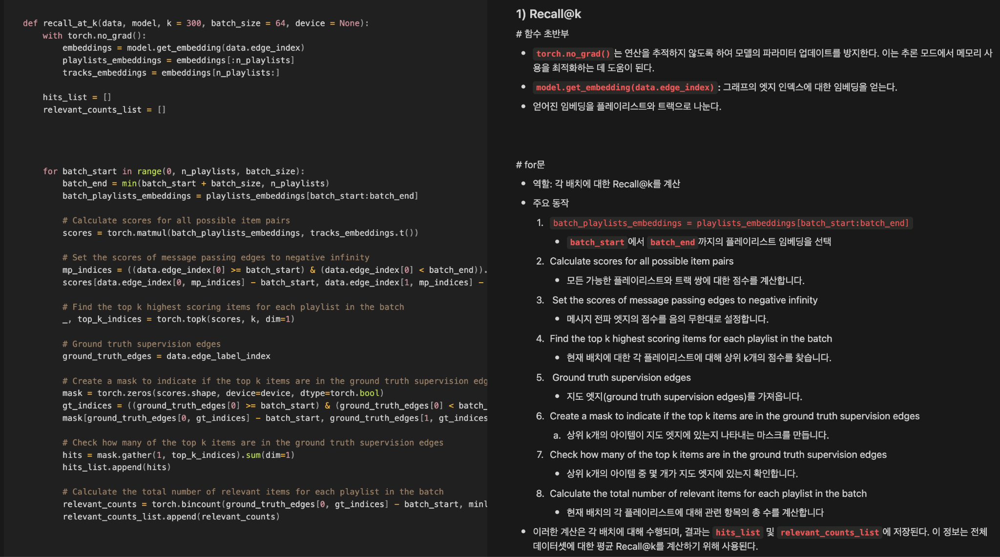 def recall_at_k(data, model, k = 300, batch_size = 64, device = None):
    with torch.no_grad():
        embeddings = model.get_embedding(data.edge_index)
        playlists_embeddings = embeddings[:n_playlists]
        tracks_embeddings = embeddings[n_playlists:]
    hits_list = []
    relevant_counts_list = []
    for batch_start in range(0, n_playlists, batch_size):
        batch_end = min(batch_start + batch_size, n_playlists)
        batch_playlists_embeddings = playlists_embeddings[batch_start:batch_end]
        # Calculate scores for all possible item pairs
        scores = torch.matmul(batch_playlists_embeddings, tracks_embeddings.t())
        # Set the scores of message passing edges to negative infinity
        mp_indices = ((data.edge_index[0] >= batch_start) & (data.edge_index[0] < batch_end)).
        scores[data.edge_index[0, mp_indices] - batch_start, data.edge_index[1, mp_indices] -
        # Find the top k highest scoring items for each playlist in the batch
        _, top_k_indices = torch.topk(scores, k, dim=1)
        # Ground truth supervision edges
        ground_truth_edges = data.edge_label_index
        # Create a mask to indicate if the top k items are in the ground truth supervision edg
        mask = torch.zeros(scores.shape, device=device, dtype=torch.bool)
        gt_indices = ((ground_truth_edges[0] >= batch_start) & (ground_truth_edges[0] < batch_
        mask[ground_truth_edges[0, gt_indices] - batch_start, ground_truth_edges[1, gt_indices
        # Check how many of the top k items are in the ground truth supervision edges
        hits = mask.gather(1, top_k_indices).sum(dim=1)
        hits_list.append(hits)
        # Calculate the total number of relevant items for each playlist in the batch
        relevant_counts = torch.bincount(ground_truth_edges[0, gt_indices] - batch_start, minl
        relevant_counts_list.append(relevant_counts)
1) Recall@k
# 함수 초반부
• torch.no_grad() 는 연산을 추적하지 않도록 하여 모델의 파라미터 업데이트를 방지한다. 이는 추론 모드에서 메모리 사
용을 최적화하는 데 도움이 된다.
• model.get_embedding(data.edge_index) : 그래프의 엣지 인덱스에 대한 임베딩을 얻는다.
• 얻어진 임베딩을 플레이리스트와 트랙으로 나눈다.
# for문
• 역할: 각 배치에 대한 Recall@k를 계산
• 주요 동작
1. batch_playlists_embeddings = playlists_embeddings[batch_start:batch_end]
• batch_start 에서 batch_end 까지의 플레이리스트 임베딩을 선택
2. Calculate scores for all possible item pairs
• 모든 가능한 플레이리스트와 트랙 쌍에 대한 점수를 계산합니다.
3. Set the scores of message passing edges to negative infinity
• 메시지 전파 엣지의 점수를 음의 무한대로 설정합니다.
4. Find the top k highest scoring items for each playlist in the batch
• 현재 배치에 대한 각 플레이리스트에 대해 상위 k개의 점수를 찾습니다.
5. Ground truth supervision edges
• 지도 엣지(ground truth supervision edges)를 가져옵니다.
6. Create a mask to indicate if the top k items are in the ground truth supervision edges
a. 상위 k개의 아이템이 지도 엣지에 있는지 나타내는 마스크를 만듭니다.
7. Check how many of the top k items are in the ground truth supervision edges
• 상위 k개의 아이템 중 몇 개가 지도 엣지에 있는지 확인합니다.
8. Calculate the total number of relevant items for each playlist in the batch
• 현재 배치의 각 플레이리스트에 대해 관련 항목의 총 수를 계산합니다
• 이러한 계산은 각 배치에 대해 수행되며, 결과는 hits_list 및 relevant_counts_list 에 저장된다. 이 정보는 전체
데이터셋에 대한 평균 Recall@k를 계산하기 위해 사용된다.